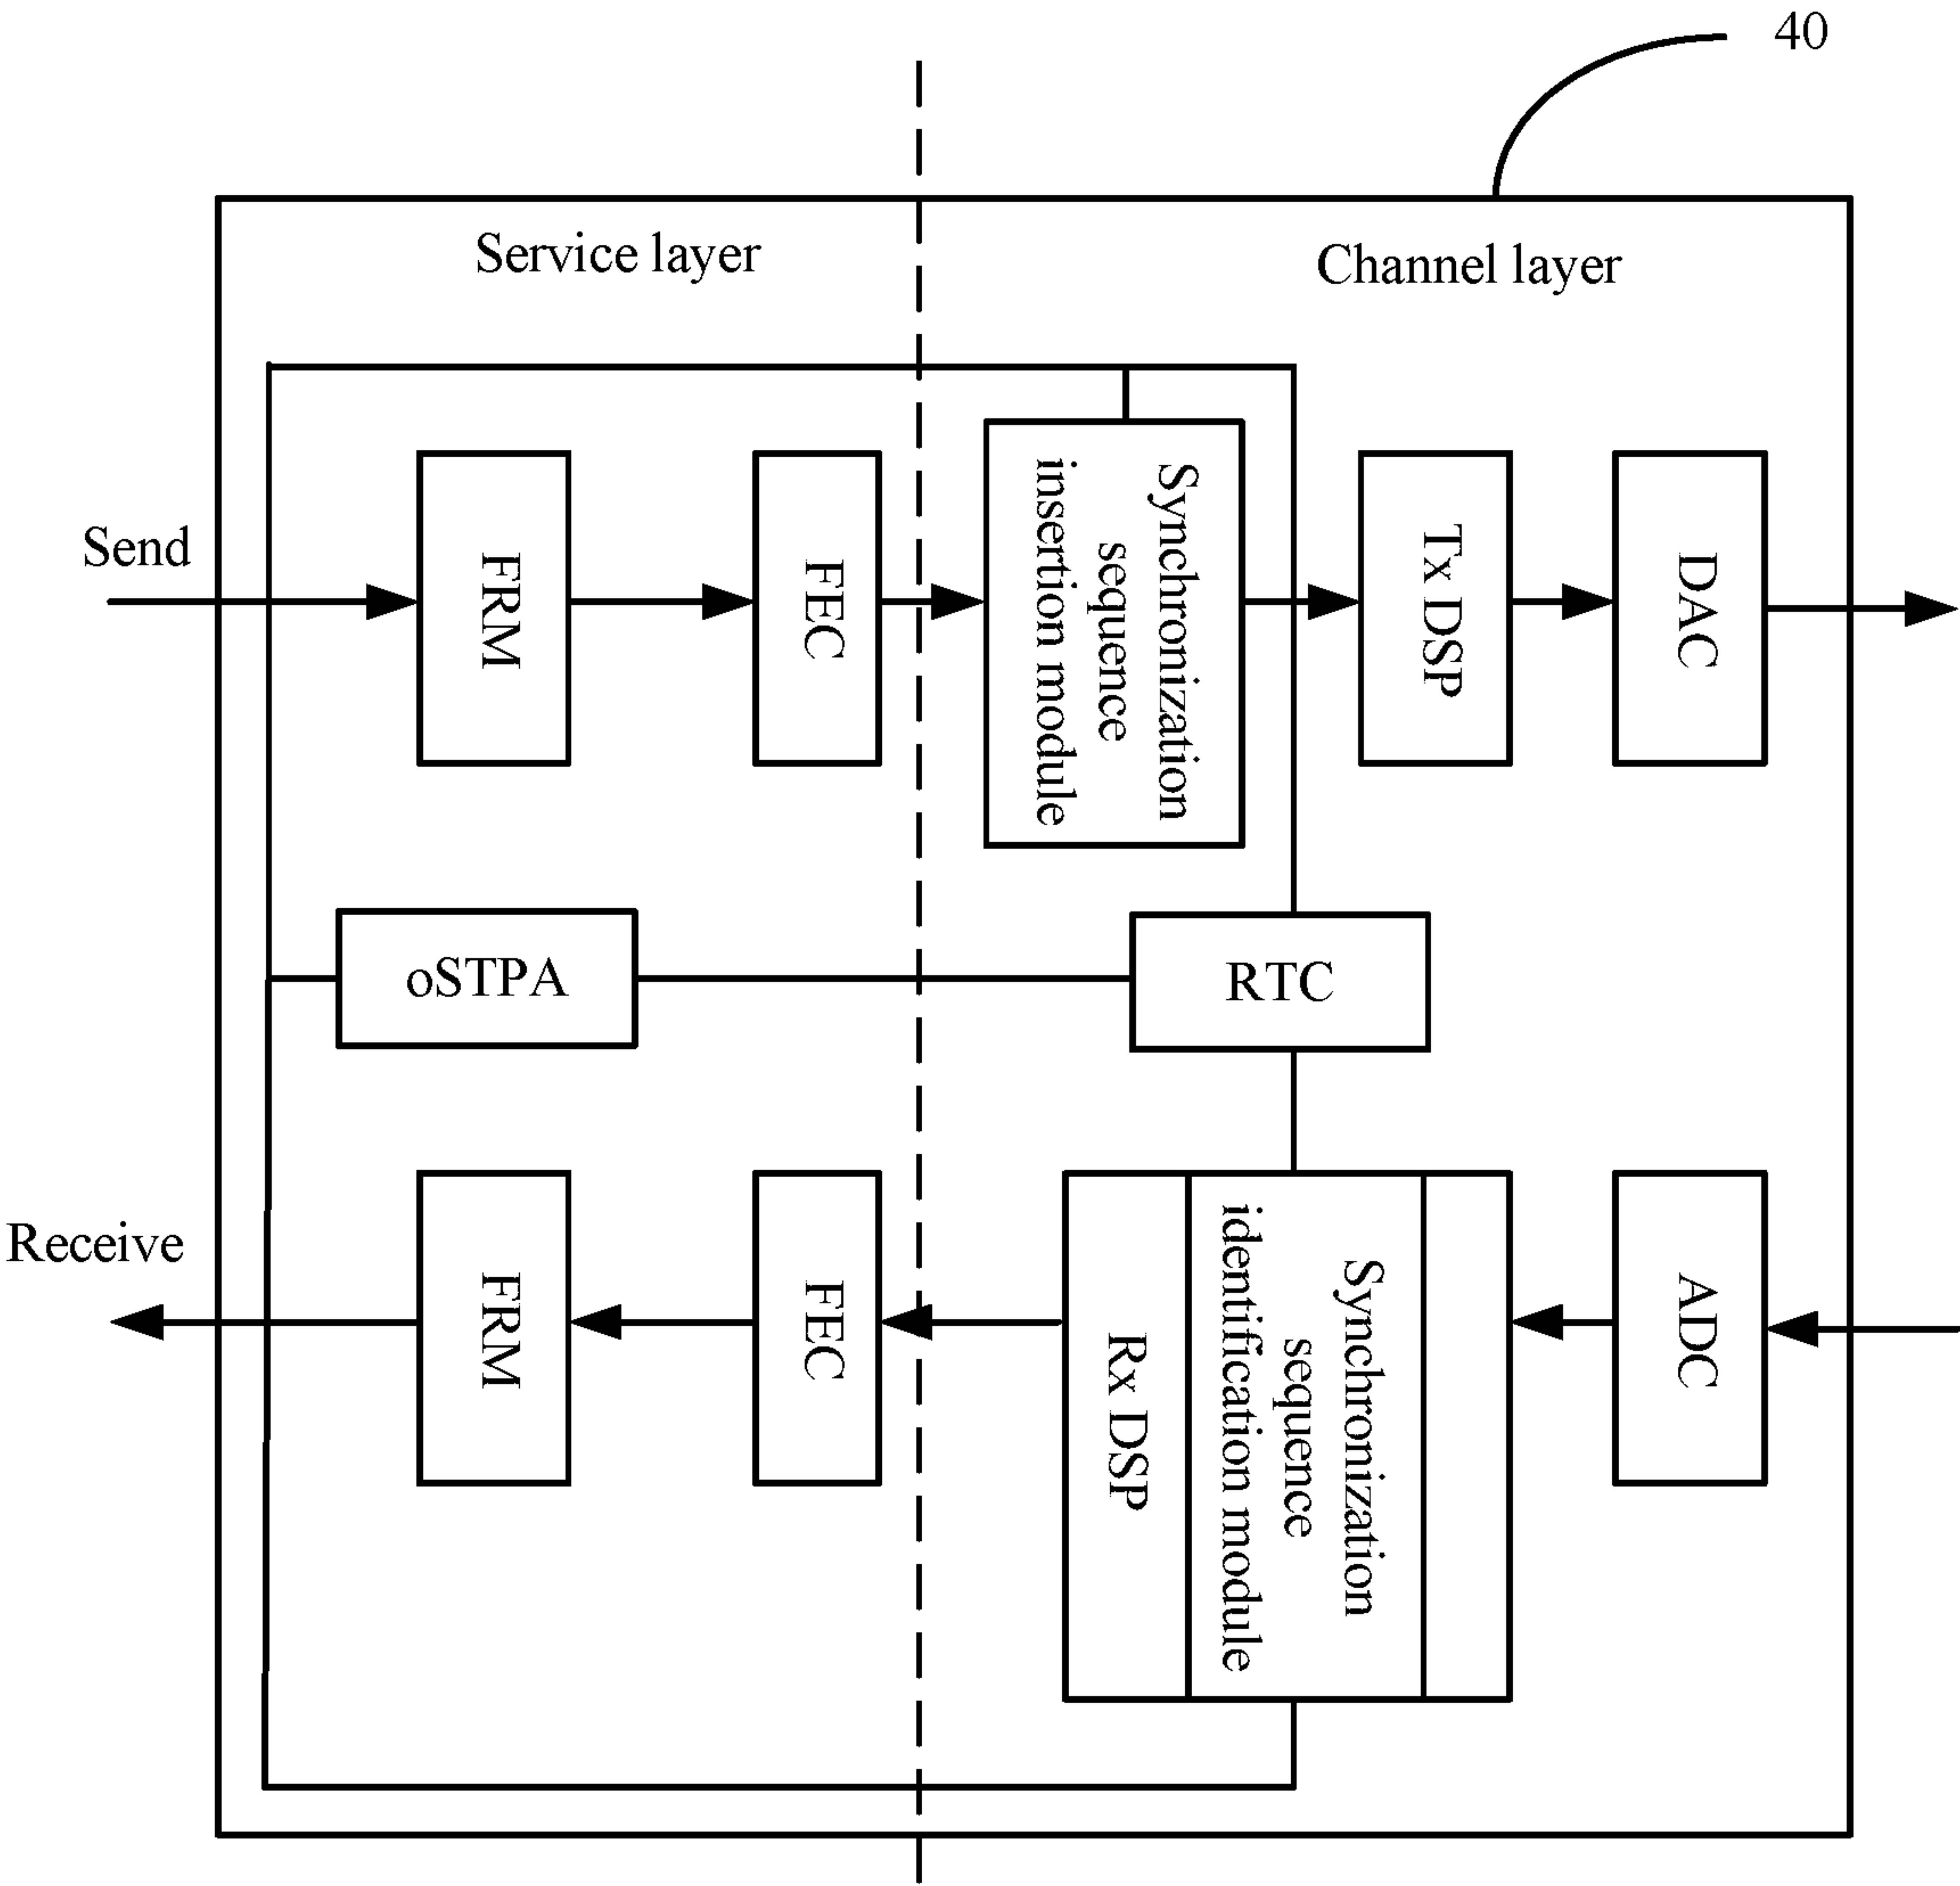 40
Service layer
Channel layer
Send
FRM
FEC
Synchronization
sequence
insertion module
Tx DSP
DAC
oSTPA
RTC
Receive
FRM
FEC
Rx DSP
Synchronization
sequence
identification module
ADC